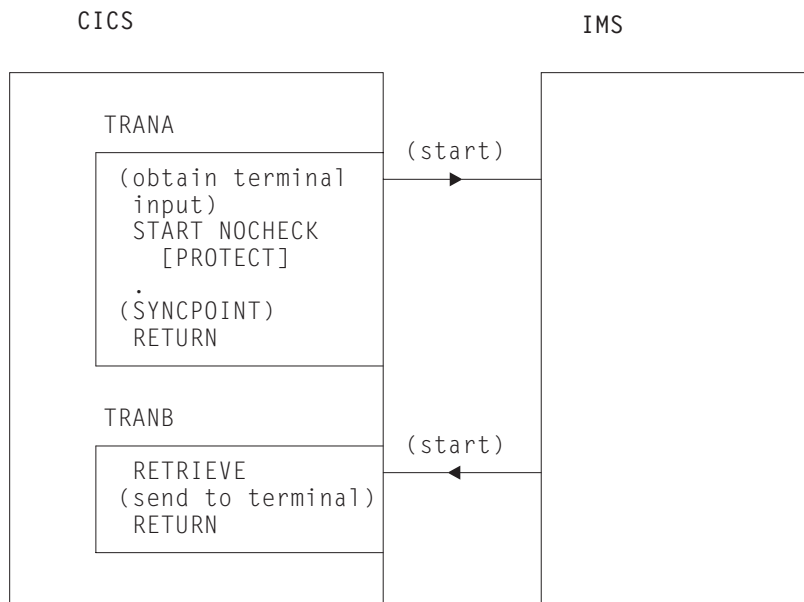 CICS
IMS
TRANA
(start)
(obtain terminal
input)
START NOCHECK
[PROTECT]
.
(SYNCPOINT)
RETURN
TRANB
(start)
RETRIEVE
(send to terminal)
RETURN